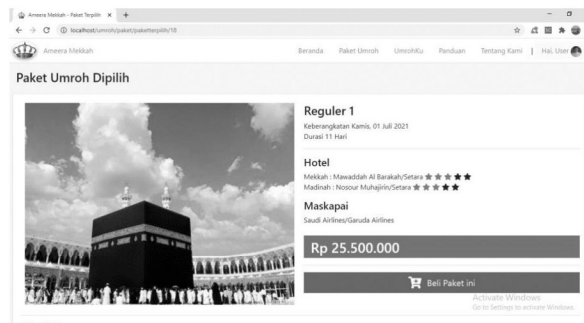 Ameera Mekkah - Paket Terpilih
localhost/umroh/paket/paketterpilih/18
Ameera Mekkah
Beranda Paket Umroh UmrohKu Panduan Tentang Kami | Hai, User
Paket Umroh Dipilih
Reguler 1
Keberangkatan Kamis, 01 Juli 2021
Durasi 11 Hari
Hotel
Mekkah : Mawaddah Al Barakah/Setara ★★★★★
Madinah : Nosour Muhajirin/Setara ★★★★★
Maskapai
Saudi Airlines/Garuda Airlines
Rp 25.500.000
Beli Paket ini
Activate Windows
Go to Settings to activate Windows.